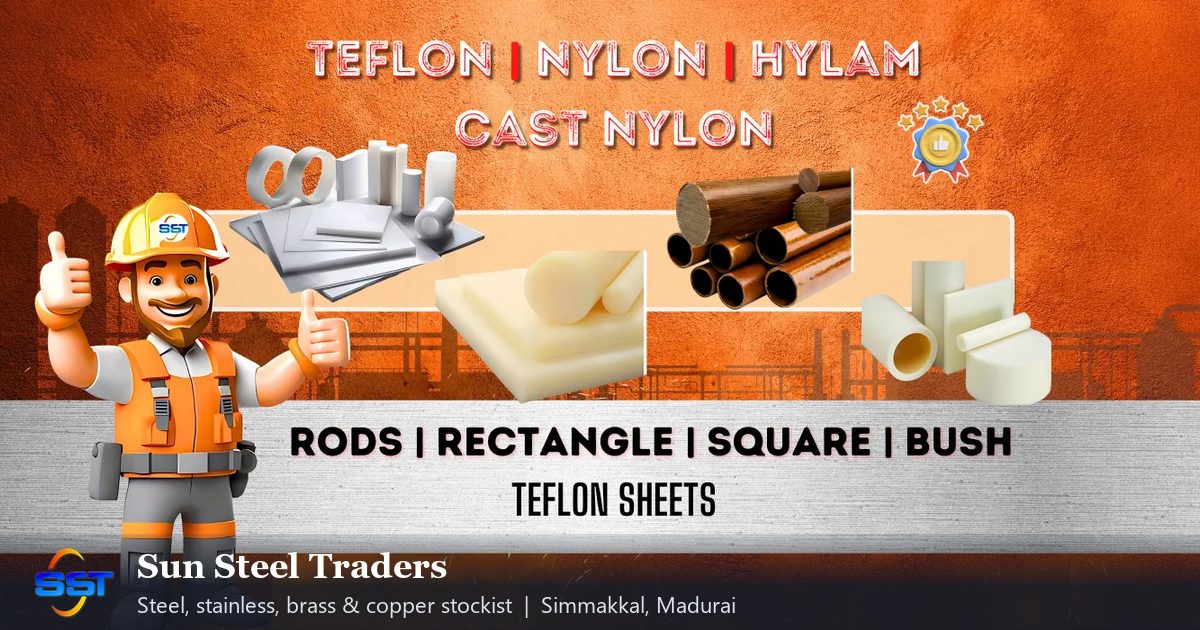 TEFLON | NYLON | HYLAM
CAST NYLON
SST
RODS | RECTANGLE | SQUARE | BUSH
TEFLON SHEETS
SST
Sun Steel Traders
Steel, stainless, brass & copper stockist | Simmakkal, Madurai